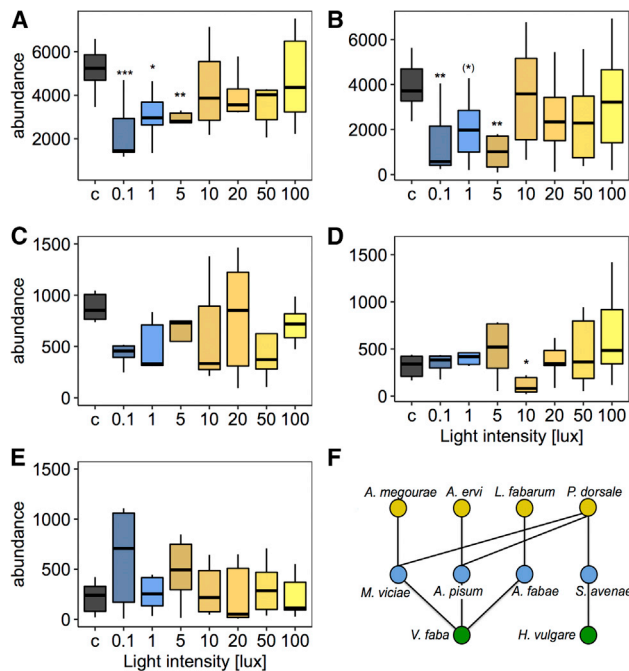 A
B
abundance
6000
4000
2000
0
***
*
**
6000
4000
2000
0
**
(*)
**
c 0.1 1 5 10 20 50 100
c 0.1 1 5 10 20 50 100
C
D
abundance
1500
1000
500
0
1500
1000
500
0
*
c 0.1 1 5 10 20 50 100
c 0.1 1 5 10 20 50 100
Light intensity [lux]
E
F
abundance
1500
1000
500
0
c 0.1 1 5 10 20 50 100
Light intensity [lux]
A. megourae A. ervi L. fabarum P. dorsale
M. viciae A. pisum A. fabae S. avenae
V. faba H. vulgare